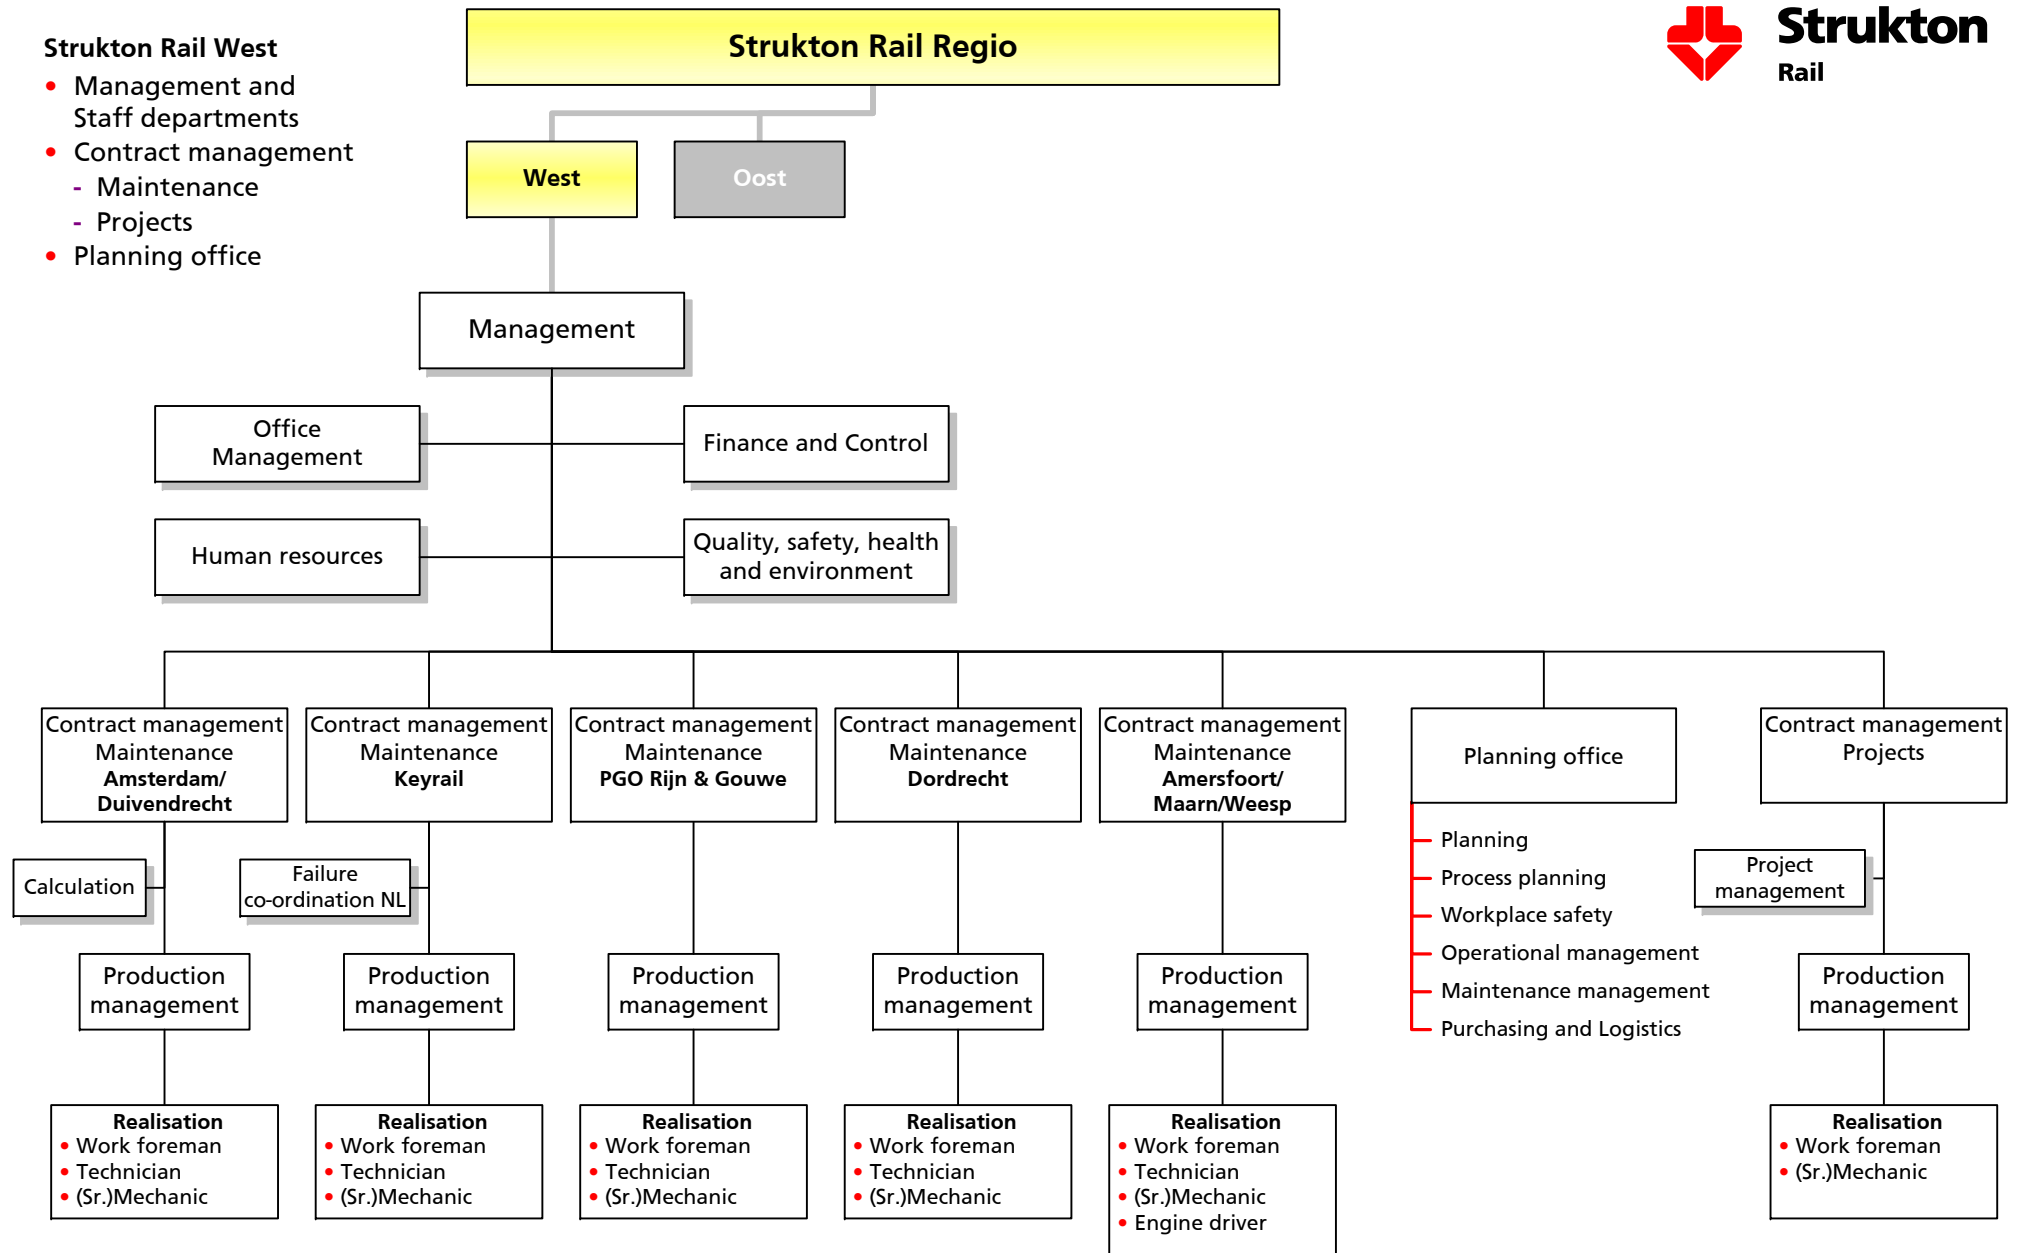 Strukton Rail West
• Management and
Staff departments
• Contract management
- Maintenance
- Projects
• Planning office
Strukton Rail Regio
Strukton
Rail
West
Oost
Management
Office
Management
Finance and Control
Human resources
Quality, safety, health
and environment
Contract management
Maintenance
Amsterdam/
Duivendrecht
Contract management
Maintenance
Keyrail
Contract management
Maintenance
PGO Rijn & Gouwe
Contract management
Maintenance
Dordrecht
Contract management
Maintenance
Amersfoort/
Maarn/Weesp
Planning office
Contract management
Projects
Calculation
Failure
co-ordination NL
Planning
Process planning
Workplace safety
Operational management
Maintenance management
Purchasing and Logistics
Project
management
Production
management
Production
management
Production
management
Production
management
Production
management
Production
management
Realisation
• Work foreman
• Technician
• (Sr.)Mechanic
Realisation
• Work foreman
• Technician
• (Sr.)Mechanic
Realisation
• Work foreman
• Technician
• (Sr.)Mechanic
Realisation
• Work foreman
• Technician
• (Sr.)Mechanic
Realisation
• Work foreman
• Technician
• (Sr.)Mechanic
• Engine driver
Realisation
• Work foreman
• (Sr.)Mechanic